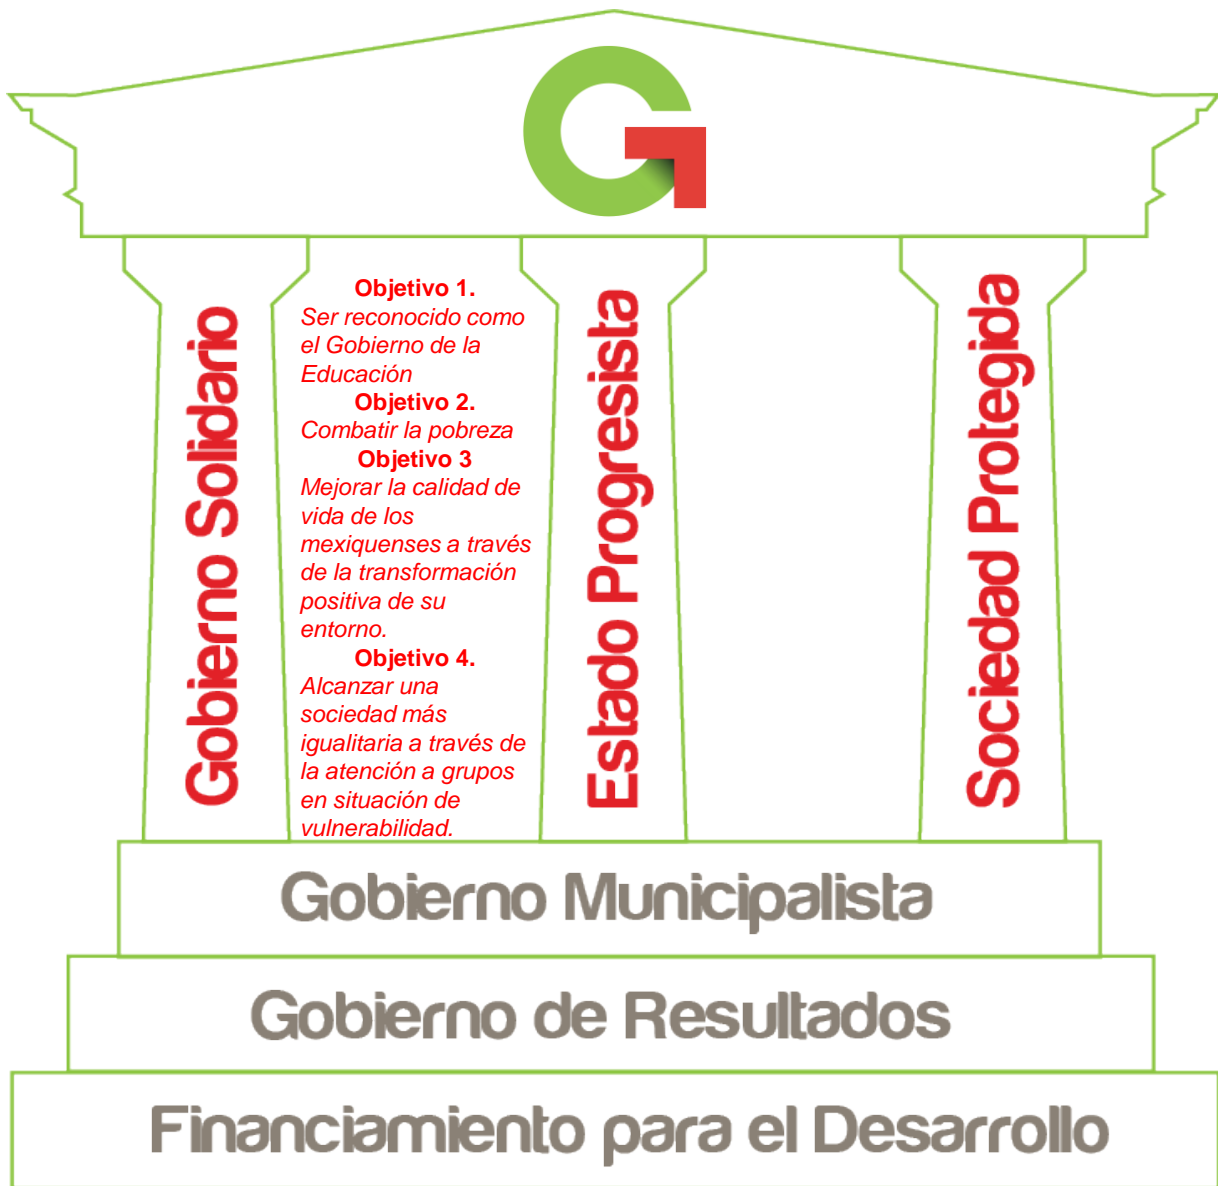 Gobierno Solidario
Objetivo 1.
Ser reconocido como
el Gobierno de la
Educación
Objetivo 2.
Combatir la pobreza
Objetivo 3
Mejorar la calidad de
vida de los
mexiquenses a través
de la transformación
positiva de su
entorno.
Objetivo 4.
Alcanzar una
sociedad más
igualitaria a través de
la atención a grupos
en situación de
vulnerabilidad.
Estado Progresista
Sociedad Protegida
Gobierno Municipalista
Gobierno de Resultados
Financiamiento para el Desarrollo